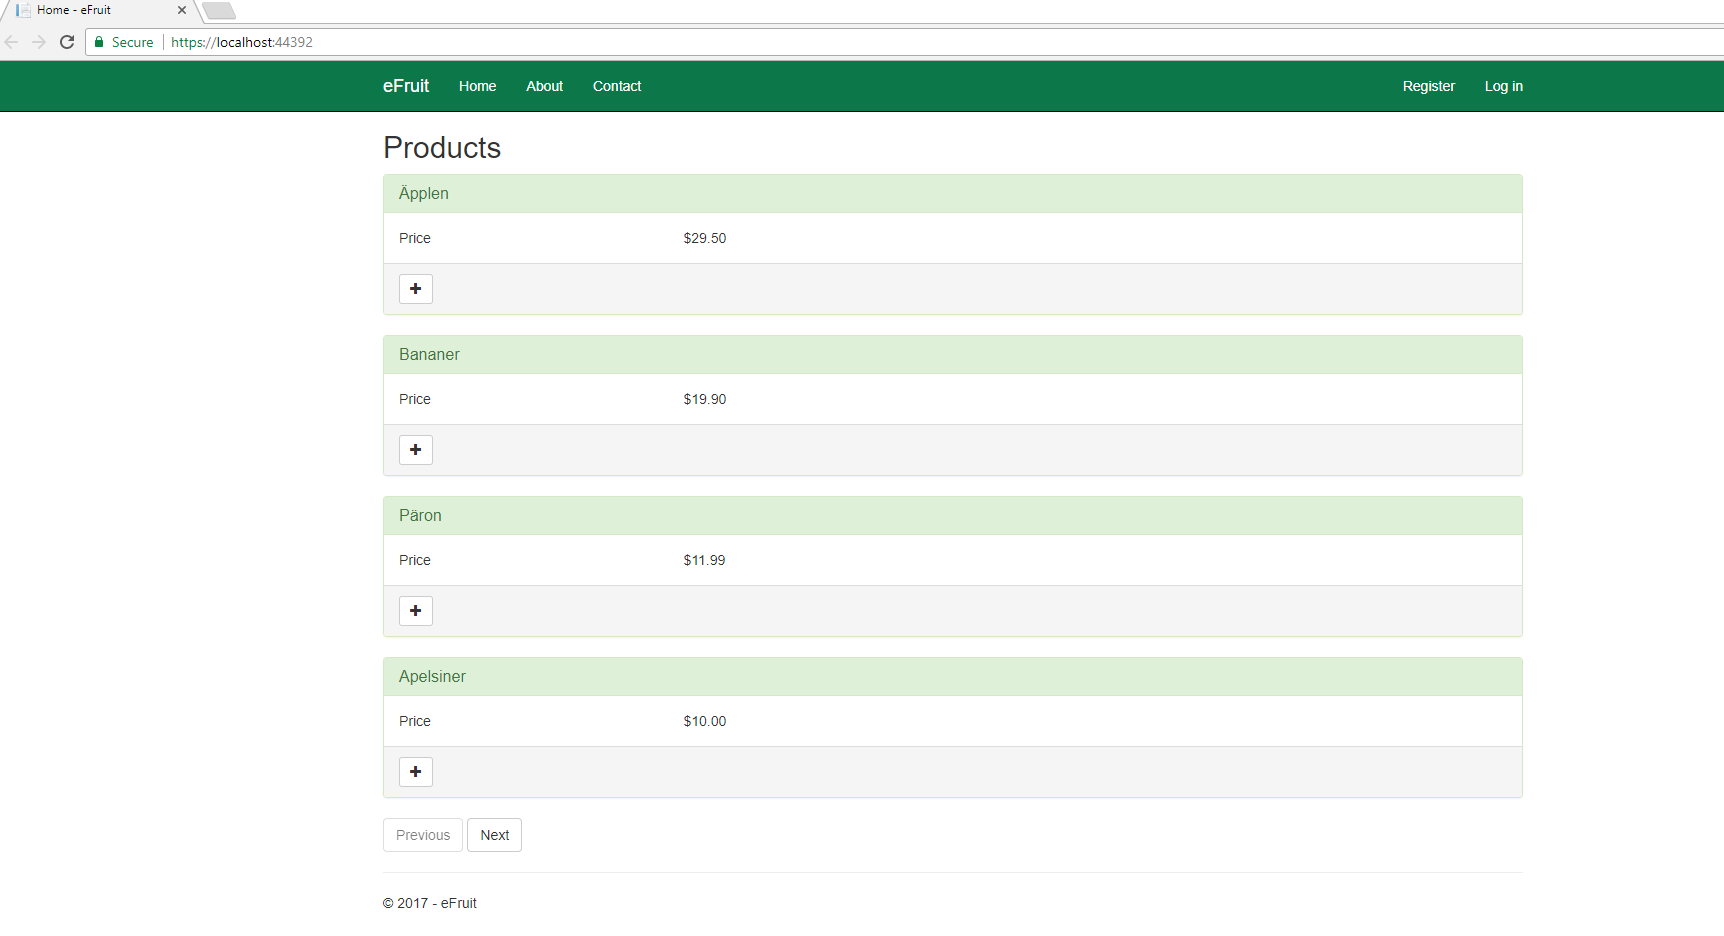 Home - eFruit
Secure https://localhost:44392
eFruit Home About Contact Register Log in
Products
Äpplen
Price $29.50
Bananer
Price $19.90
Päron
Price $11.99
Apelsiner
Price $10.00
Previous Next
© 2017 - eFruit